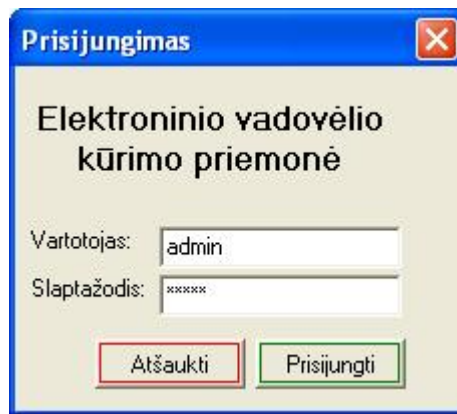 Prisijungimas
Elektroninio vadovėlio
kūrimo priemonė
Vartotojas: admin
Slaptažodis: *****
Atšaukti Prisijungti